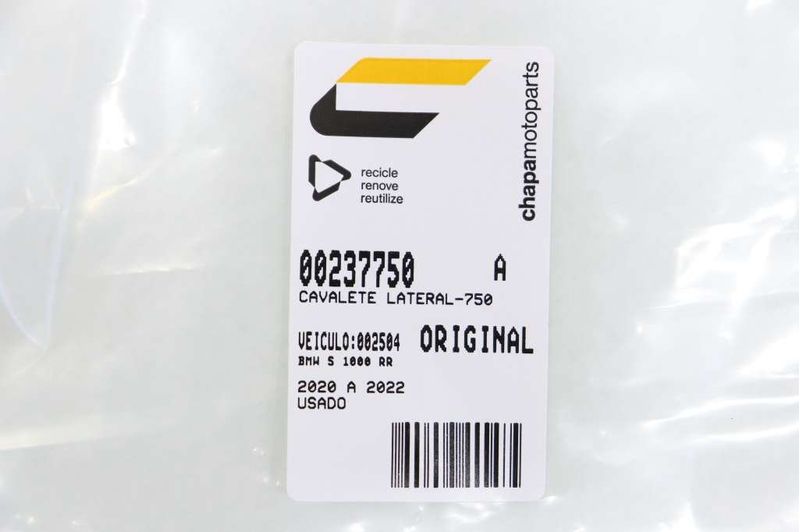 chapamotoparts
recicle
renove
reutilize
00237750 A
CAVALETE LATERAL-750
VEICULO:002504 ORIGINAL
BMW S 1000 RR
2020 A 2022
USADO